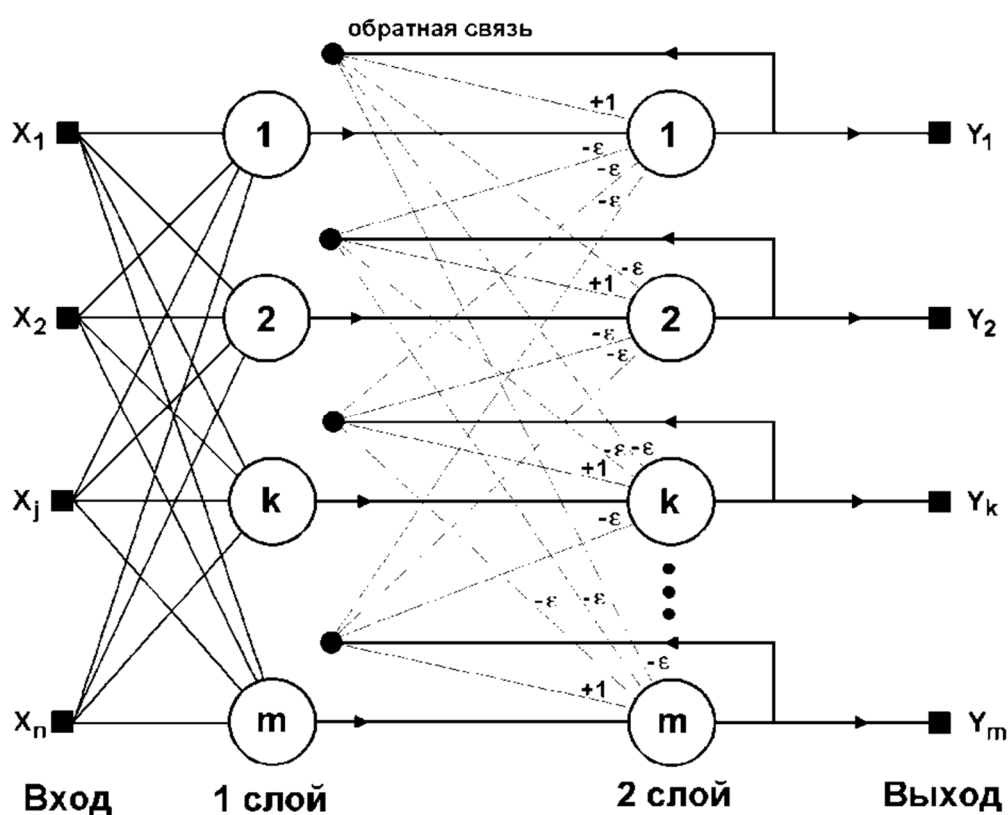 обратная связь
X1
1
+1
1
Y1
-ε
-ε
-ε
X2
2
-ε
+1
2
Y2
-ε
-ε
Xj
k
-ε
-ε
+1
k
Yk
-ε
-ε
-ε
-ε
Xn
m
+1
m
Ym
Вход
1 слой
2 слой
Выход